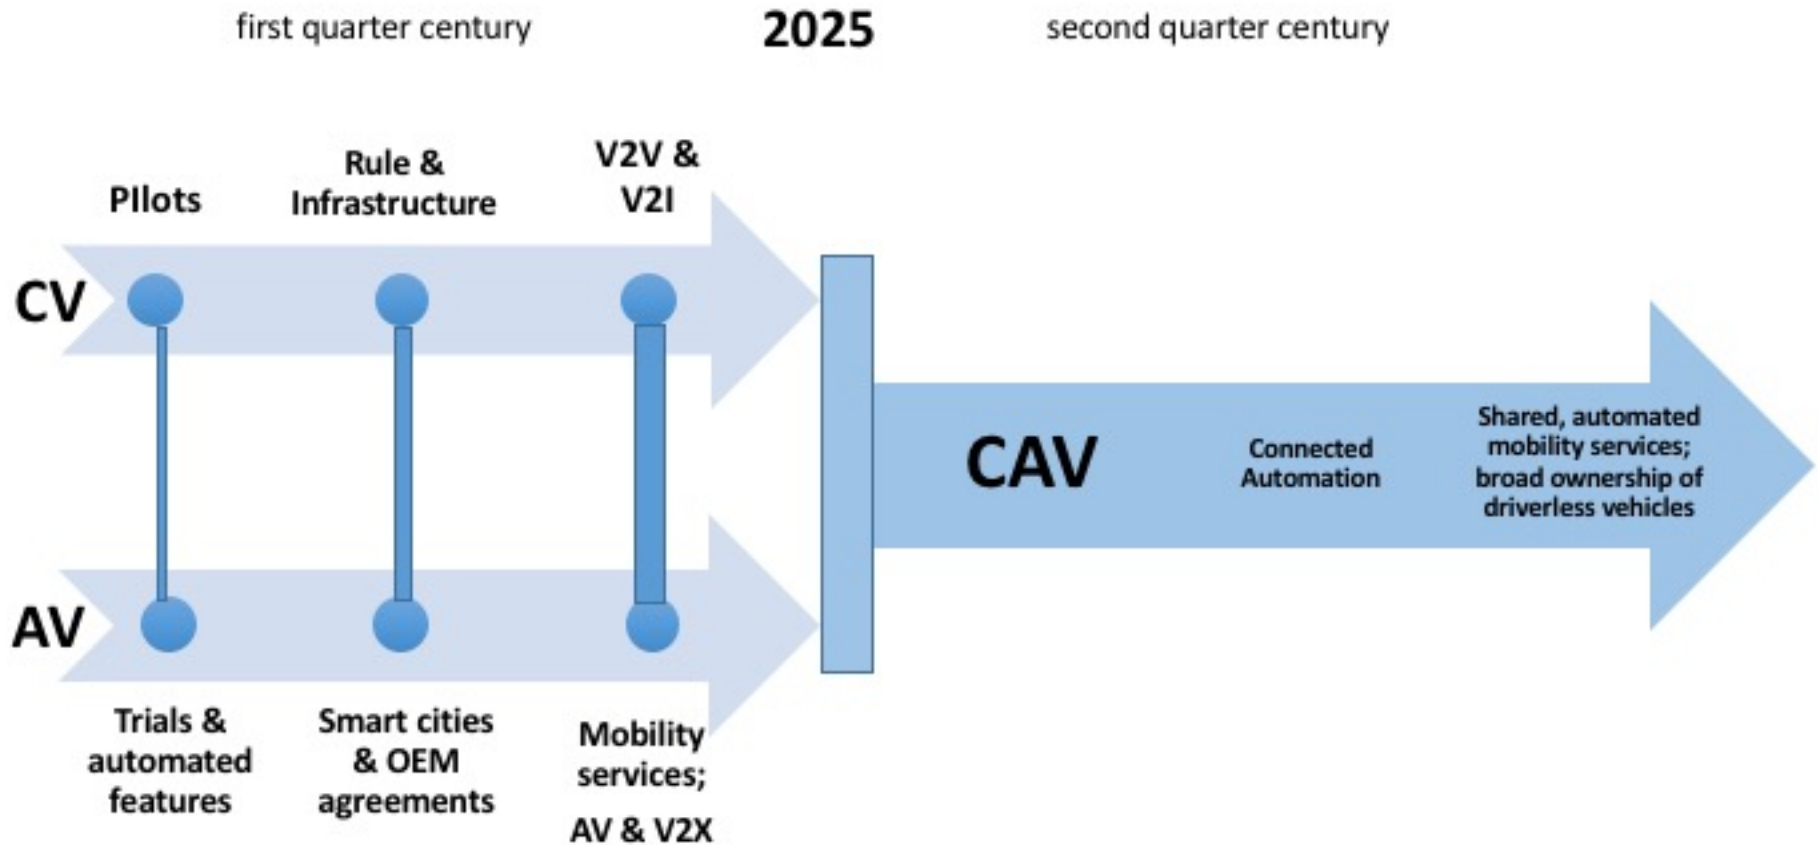 first quarter century
2025
second quarter century
PIlots
Rule &
Infrastructure
V2V &
V2I
CV
AV
Trials &
automated
features
Smart cities
& OEM
agreements
Mobility
services;
AV & V2X
CAV
Connected
Automation
Shared, automated
mobility services;
broad ownership of
driverless vehicles